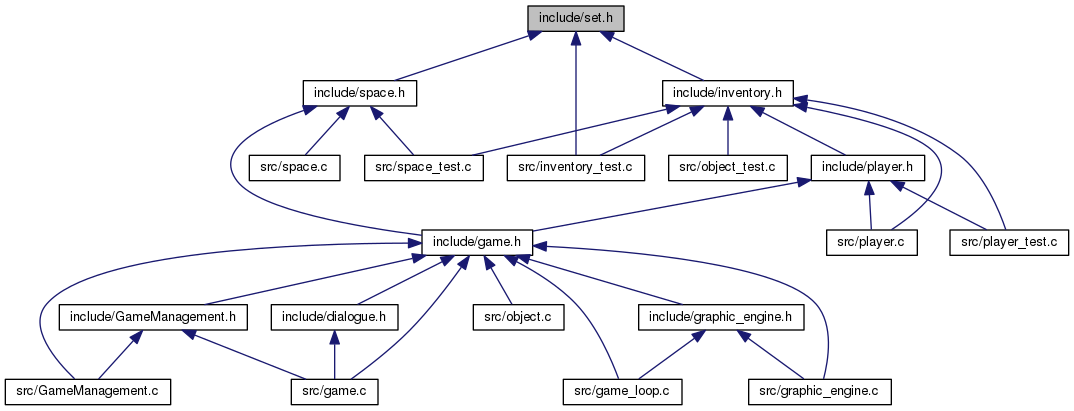 include/set.h
include/space.h
include/inventory.h
src/space.c
src/space_test.c
src/inventory_test.c
src/object_test.c
include/player.h
include/game.h
src/player.c
src/player_test.c
include/GameManagement.h
include/dialogue.h
src/object.c
include/graphic_engine.h
src/GameManagement.c
src/game.c
src/game_loop.c
src/graphic_engine.c